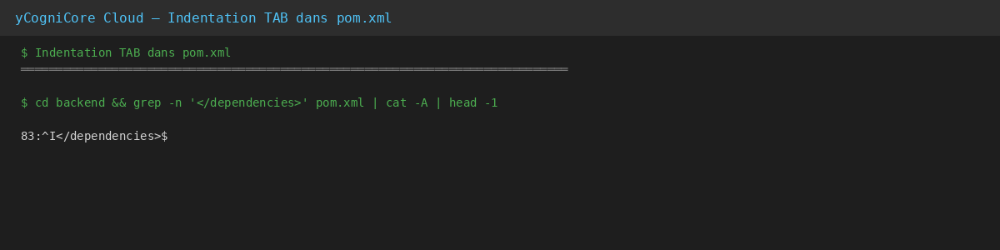 yCogniCore Cloud — Indentation TAB dans pom.xml
$ Indentation TAB dans pom.xml
══════════════════════════════════════════════════════════════════════════════
$ cd backend && grep -n '</dependencies>' pom.xml | cat -A | head -1
83:^I</dependencies>$